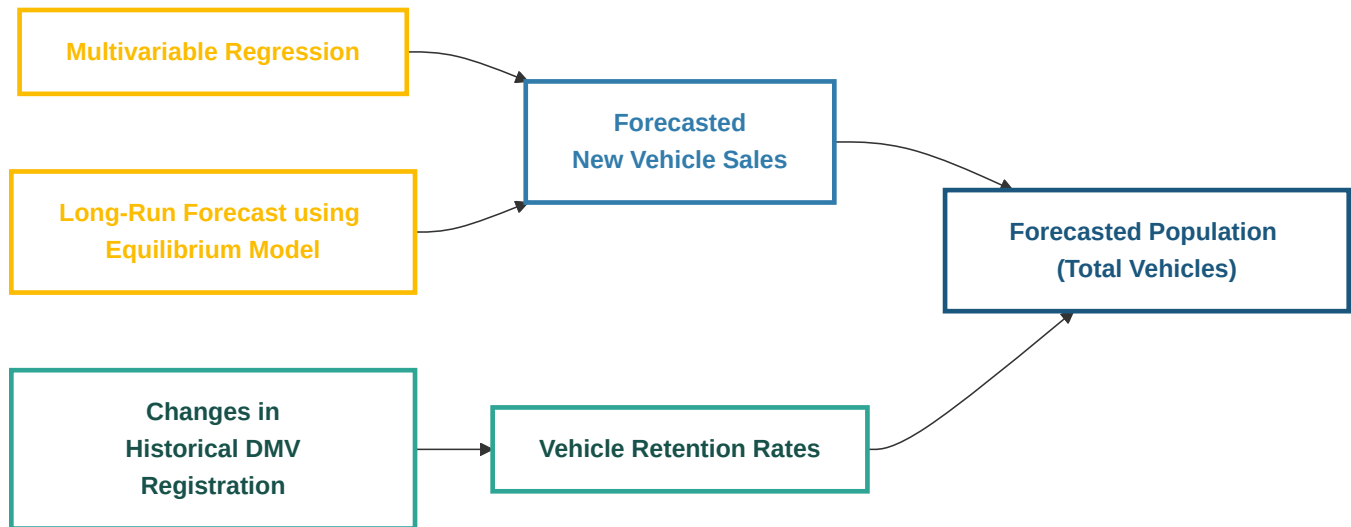 Multivariable Regression
Long-Run Forecast using
Equilibrium Model
Changes in
Historical DMV
Registration
Forecasted
New Vehicle Sales
Vehicle Retention Rates
Forecasted Population
(Total Vehicles)